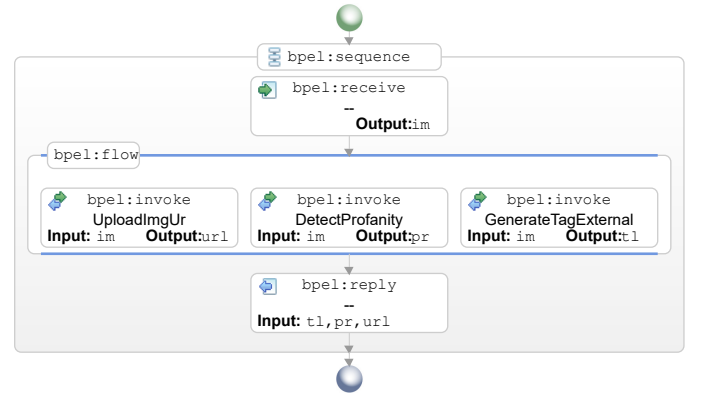 bpel:sequence
bpel:receive
--
Output:im
bpel:flow
bpel:invoke bpel:invoke bpel:invoke
UploadImgUr DetectProfanity GenerateTagExternal
Input: im Output:url Input: im Output:pr Input: im Output:tl
bpel:reply
--
Input: tl,pr,url